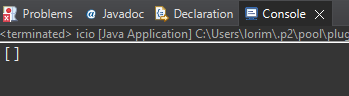 Problems @ Javadoc Declaration Console ×
<terminated> icio [Java Application] C:\Users\lorim\.p2\pool\plug
[]